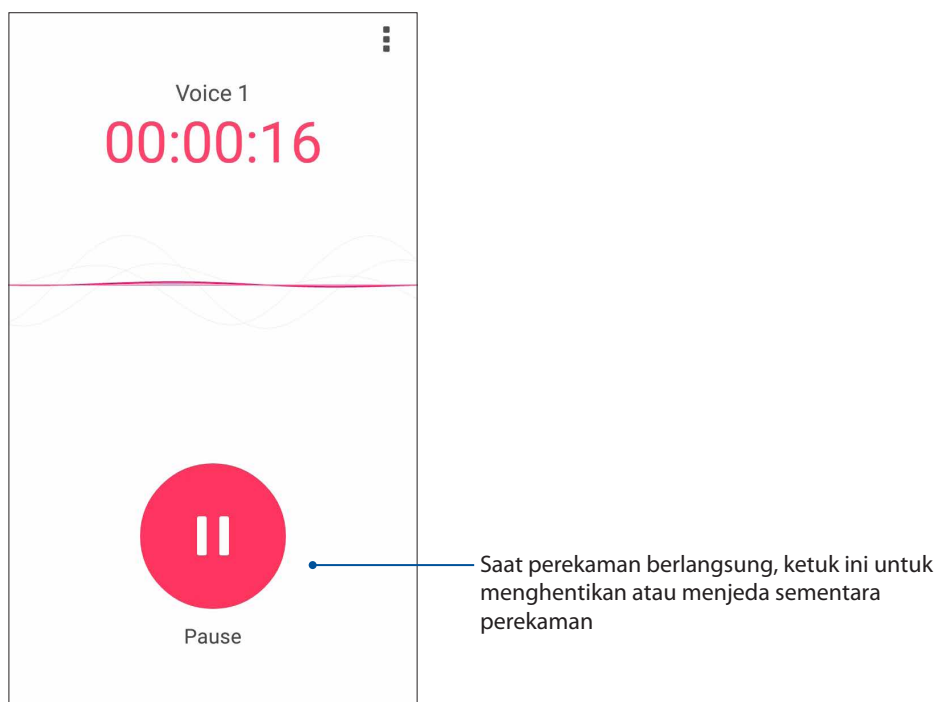 Voice 1
00:00:16
Saat perekaman berlangsung, ketuk ini untuk
menghentikan atau menjeda sementara
perekaman
Pause